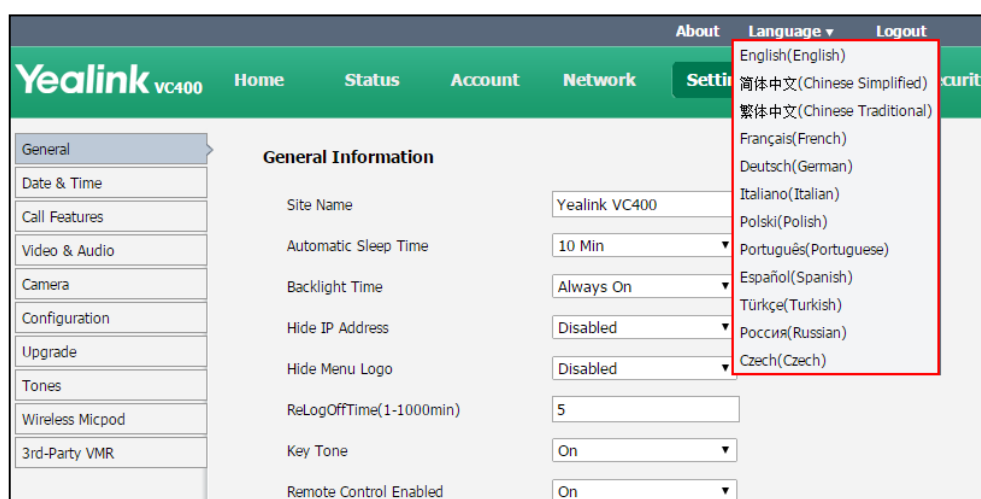 About Language ▾ Logout
Yealink VC400 Home Status Account Network Settin curit
English(English)
简体中文(Chinese Simplified)
繁体中文(Chinese Traditional)
Français(French)
Deutsch(German)
Italiano(Italian)
Polski(Polish)
Português(Portuguese)
Español(Spanish)
Türkçe(Turkish)
Россия(Russian)
Czech(Czech)
General
Date & Time
Call Features
Video & Audio
Camera
Configuration
Upgrade
Tones
Wireless Micpod
3rd-Party VMR
General Information
Site Name Yealink VC400
Automatic Sleep Time 10 Min
Backlight Time Always On
Hide IP Address Disabled
Hide Menu Logo Disabled
ReLogOffTime(1-1000min) 5
Key Tone On
Remote Control Enabled On